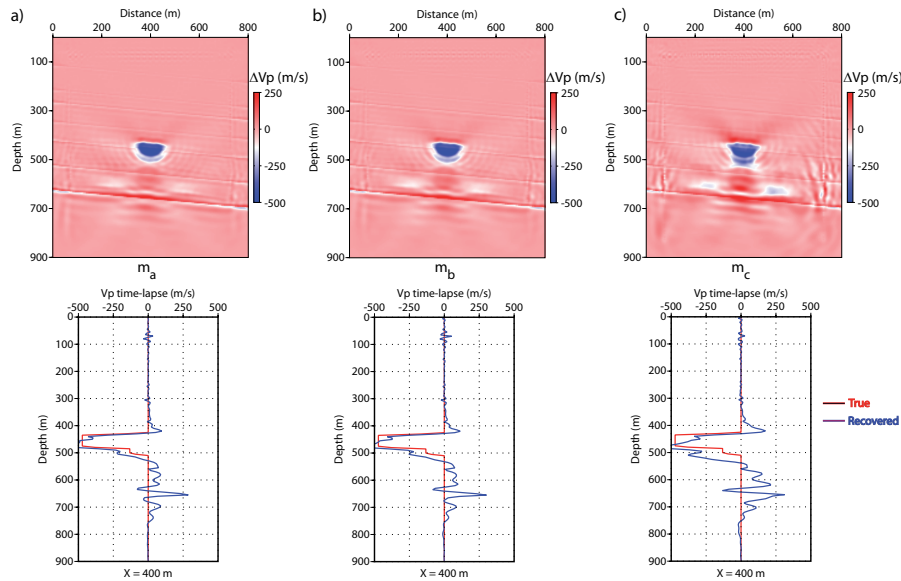 a)
Distance (m)
0 200 400 600 800
Depth (m)
100
300
500
700
900
ΔVp (m/s)
250
0
-250
-500
m_a
b)
Distance (m)
0 200 400 600 800
Depth (m)
100
300
500
700
900
ΔVp (m/s)
250
0
-250
-500
m_b
c)
Distance (m)
0 200 400 600 800
Depth (m)
100
300
500
700
900
ΔVp (m/s)
250
0
-250
-500
m_c
Vp time-lapse (m/s)
-500 -250 0 250 500
Depth (m)
0
100
200
300
400
500
600
700
800
900
X = 400 m
Vp time-lapse (m/s)
-500 -250 0 250 500
Depth (m)
0
100
200
300
400
500
600
700
800
900
X = 400 m
Vp time-lapse (m/s)
-500 -250 0 250 500
Depth (m)
0
100
200
300
400
500
600
700
800
900
X = 400 m
True
Recovered